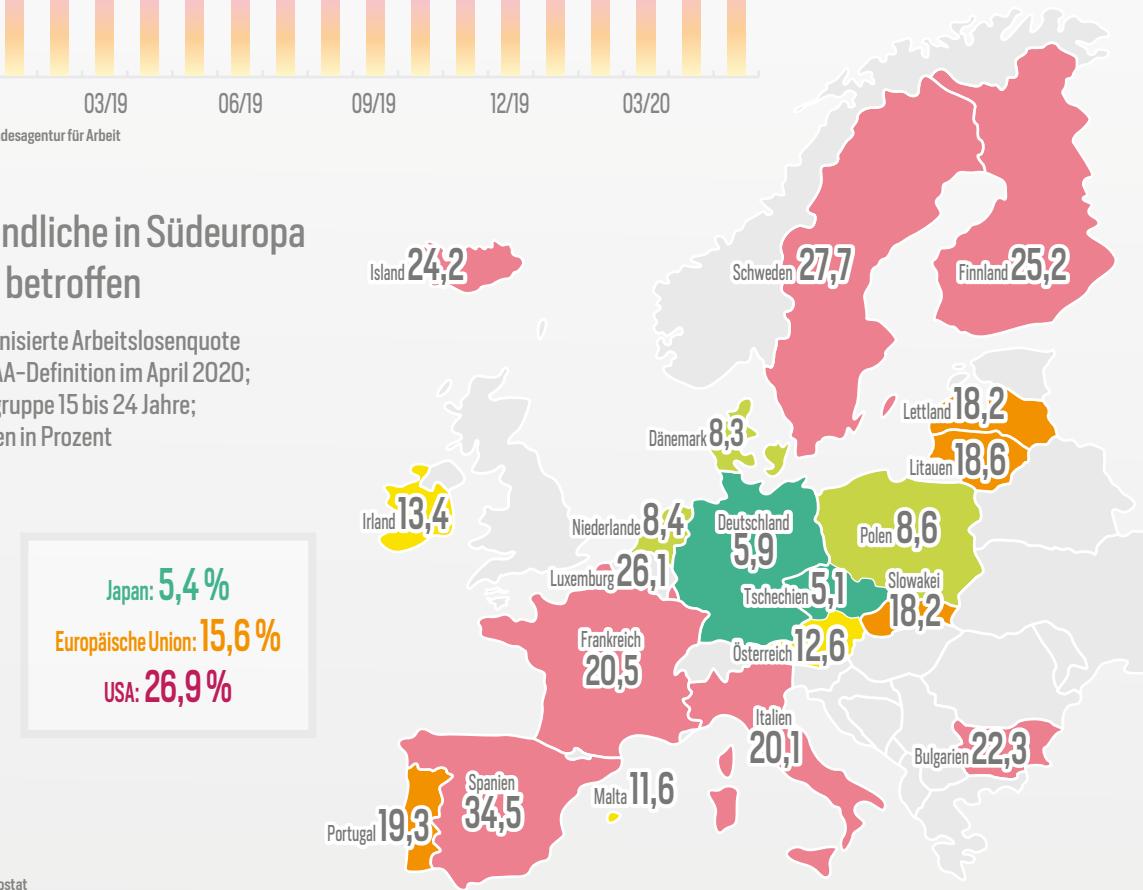 03/19 06/19 09/19 12/19 03/20
desagentur für Arbeit
ndliche in Südeuropa
betroffen
nisierte Arbeitslosenquote
AA-Definition im April 2020;
gruppe 15 bis 24 Jahre;
en in Prozent
Island 24,2
Schweden 27,7
Finnland 25,2
Lettland 18,2
Dänemark 8,3
Litauen 18,6
Irland 13,4
Niederlande 8,4
Deutschland
5,9
Polen 8,6
Luxemburg 26,1
Tschechien 5,1
Slowakei
18,2
Japan: 5,4 %
Europäische Union: 15,6 %
USA: 26,9 %
Frankreich
20,5
Österreich 12,6
Italien
20,1
Bulgarien 22,3
Spanien
34,5
Malta 11,6
Portugal 19,3
ostat